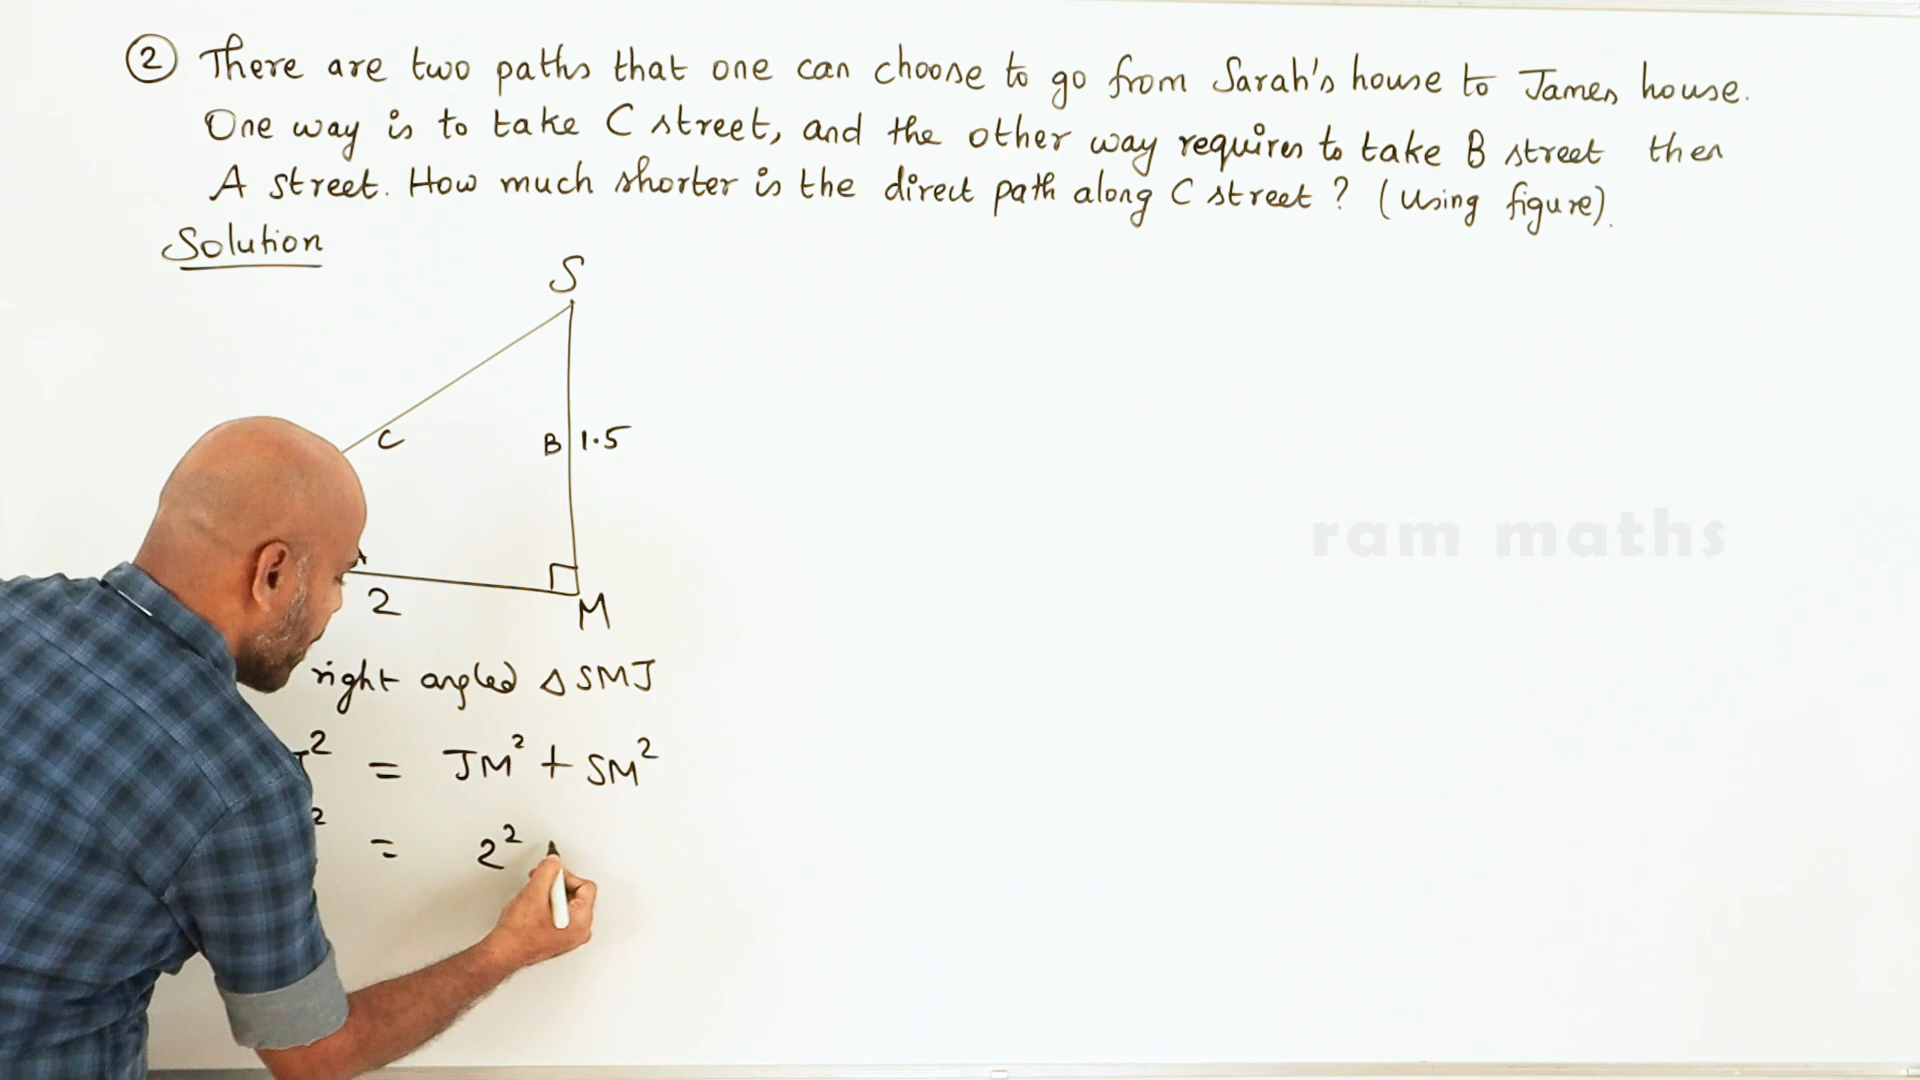 ② There are two paths that one can choose to go from Sarah's house to James house.
One way is to take C street, and the other way requires to take B street then
A street. How much shorter is the direct path along C street ? (Using figure).
Solution
S
C
B 1.5
A
2
M
right angled △SMJ
² = JM² + SM²
² = 2²
ram maths